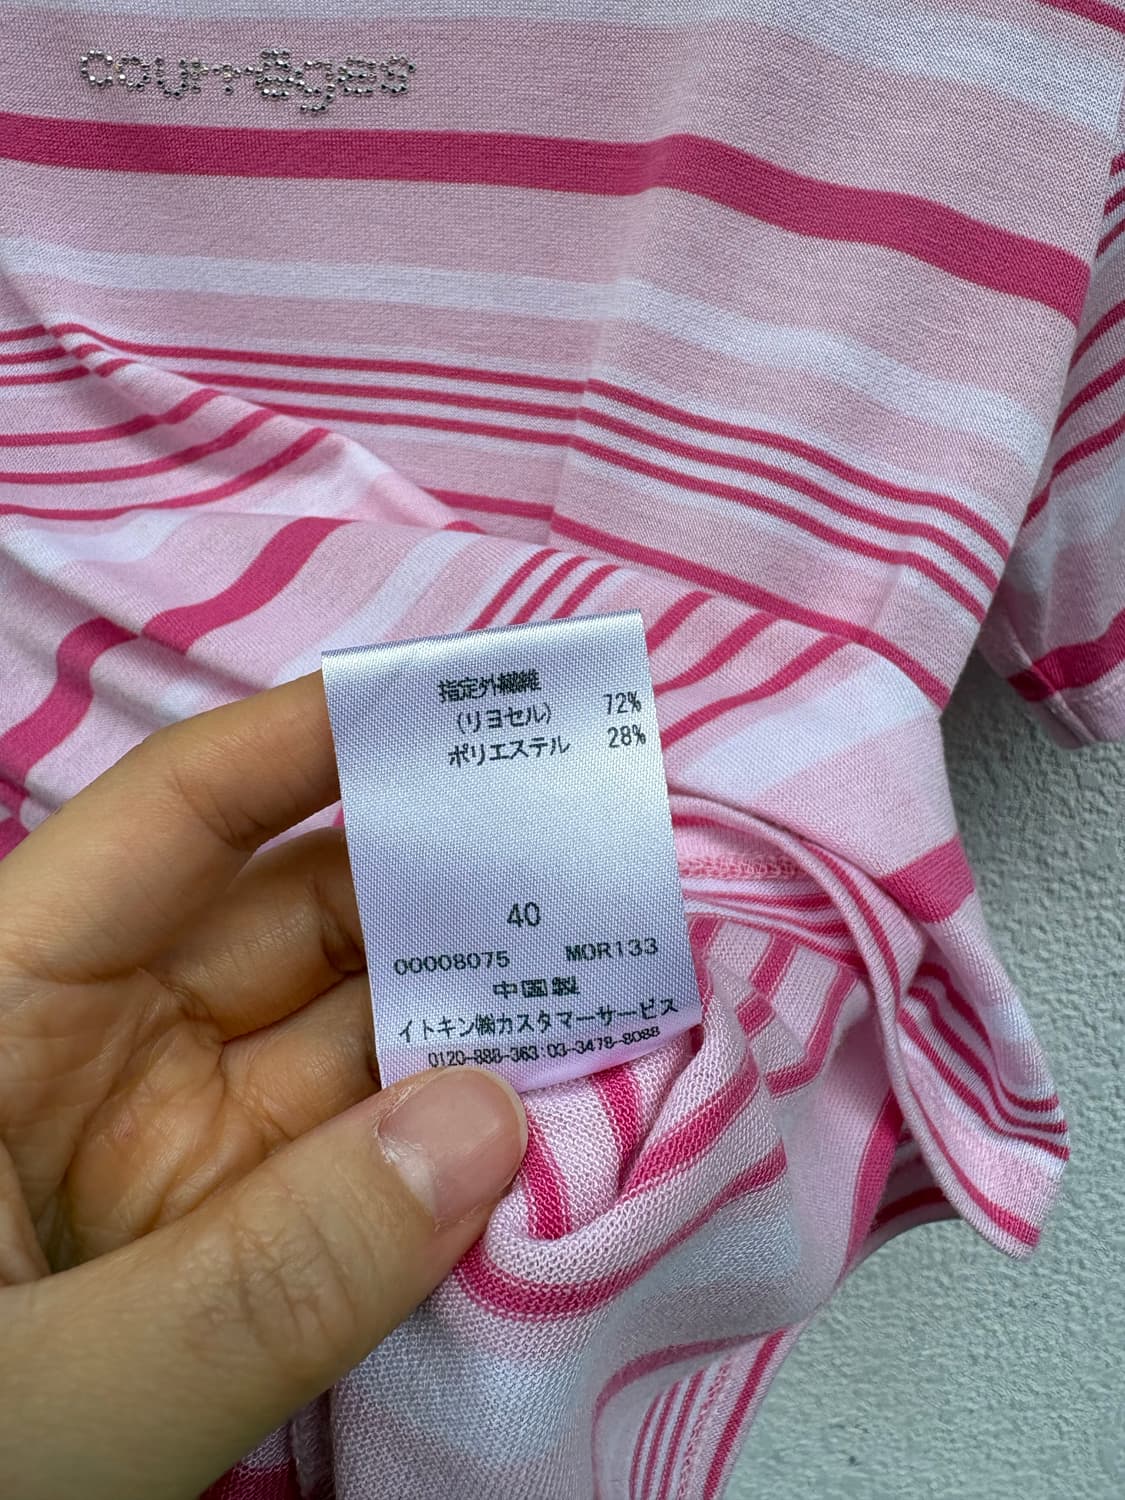 courrèges
指定外繊維
(リヨセル) 72%
ポリエステル 28%
40
00008075 MOR133
中国製
イトキン㈱カスタマーサービス
0120-888-363:03-3478-8088